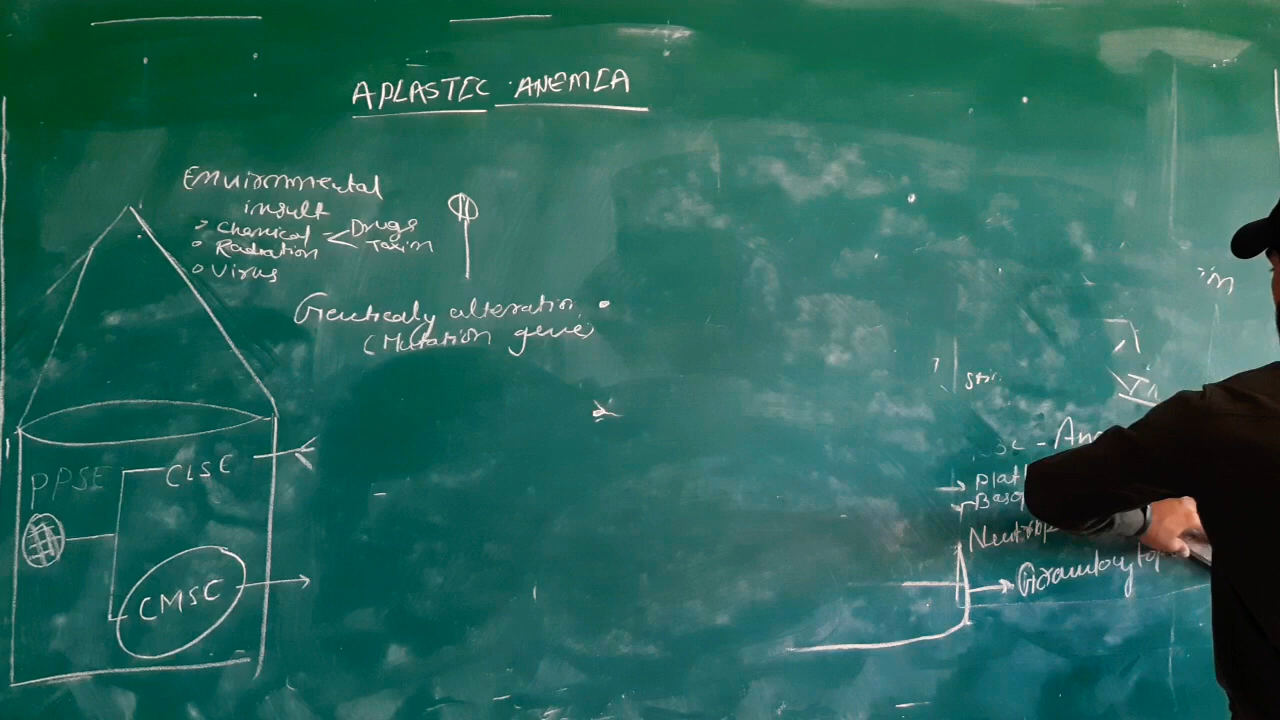 APLASTIC ANEMIA
Environmental
insult
Chemical
Drugs
Toxin
Radiation
Virus
Genetically alteration
(Mutation gene)
PPSE
CLSC
CMSC
Plat
Baso
Neutrop
Granulocytop